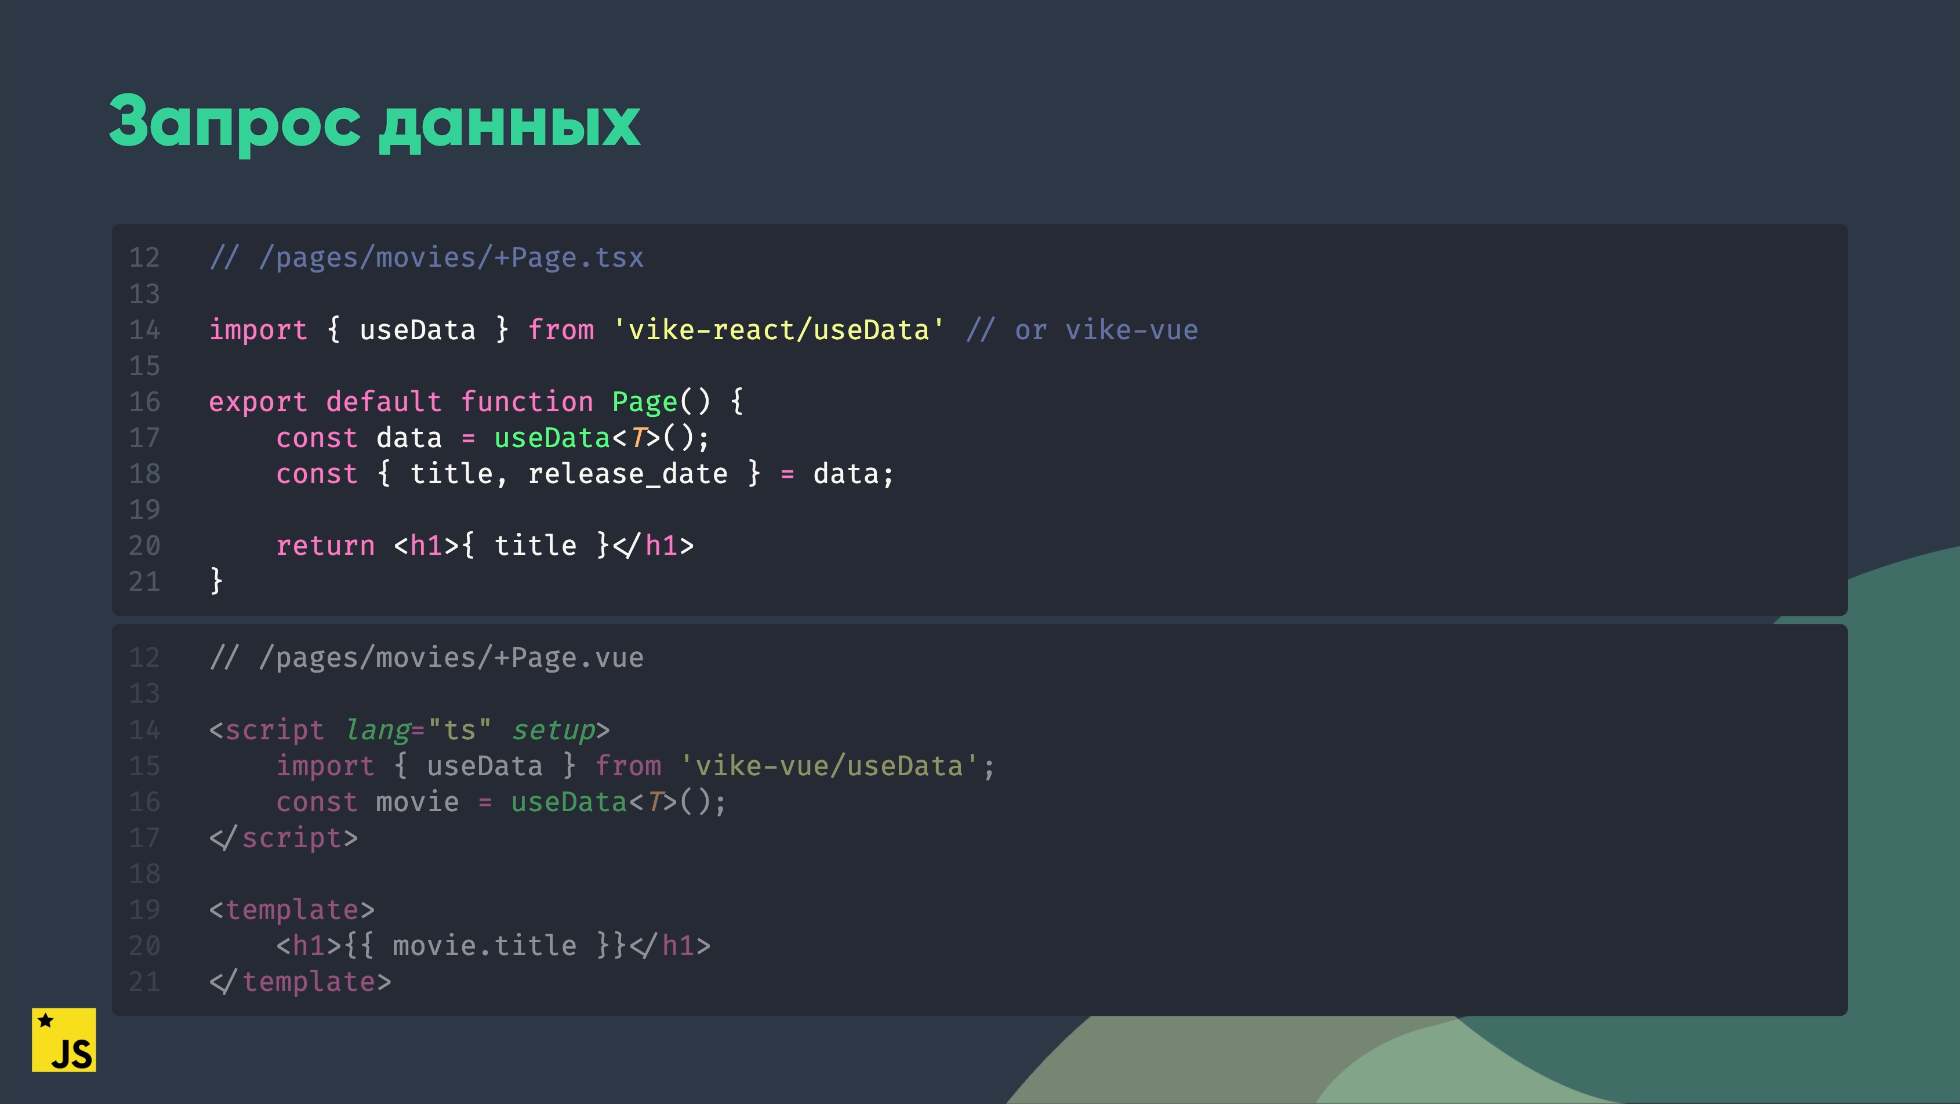 Запрос данных
12 // /pages/movies/+Page.tsx
13
14 import { useData } from 'vike-react/useData' // or vike-vue
15
16 export default function Page() {
17     const data = useData<T>();
18     const { title, release_date } = data;
19
20     return <h1>{ title }</h1>
21 }
12 // /pages/movies/+Page.vue
13
14 <script lang="ts" setup>
15     import { useData } from 'vike-vue/useData';
16     const movie = useData<T>();
17 </script>
18
19 <template>
20     <h1>{{ movie.title }}</h1>
21 </template>
JS